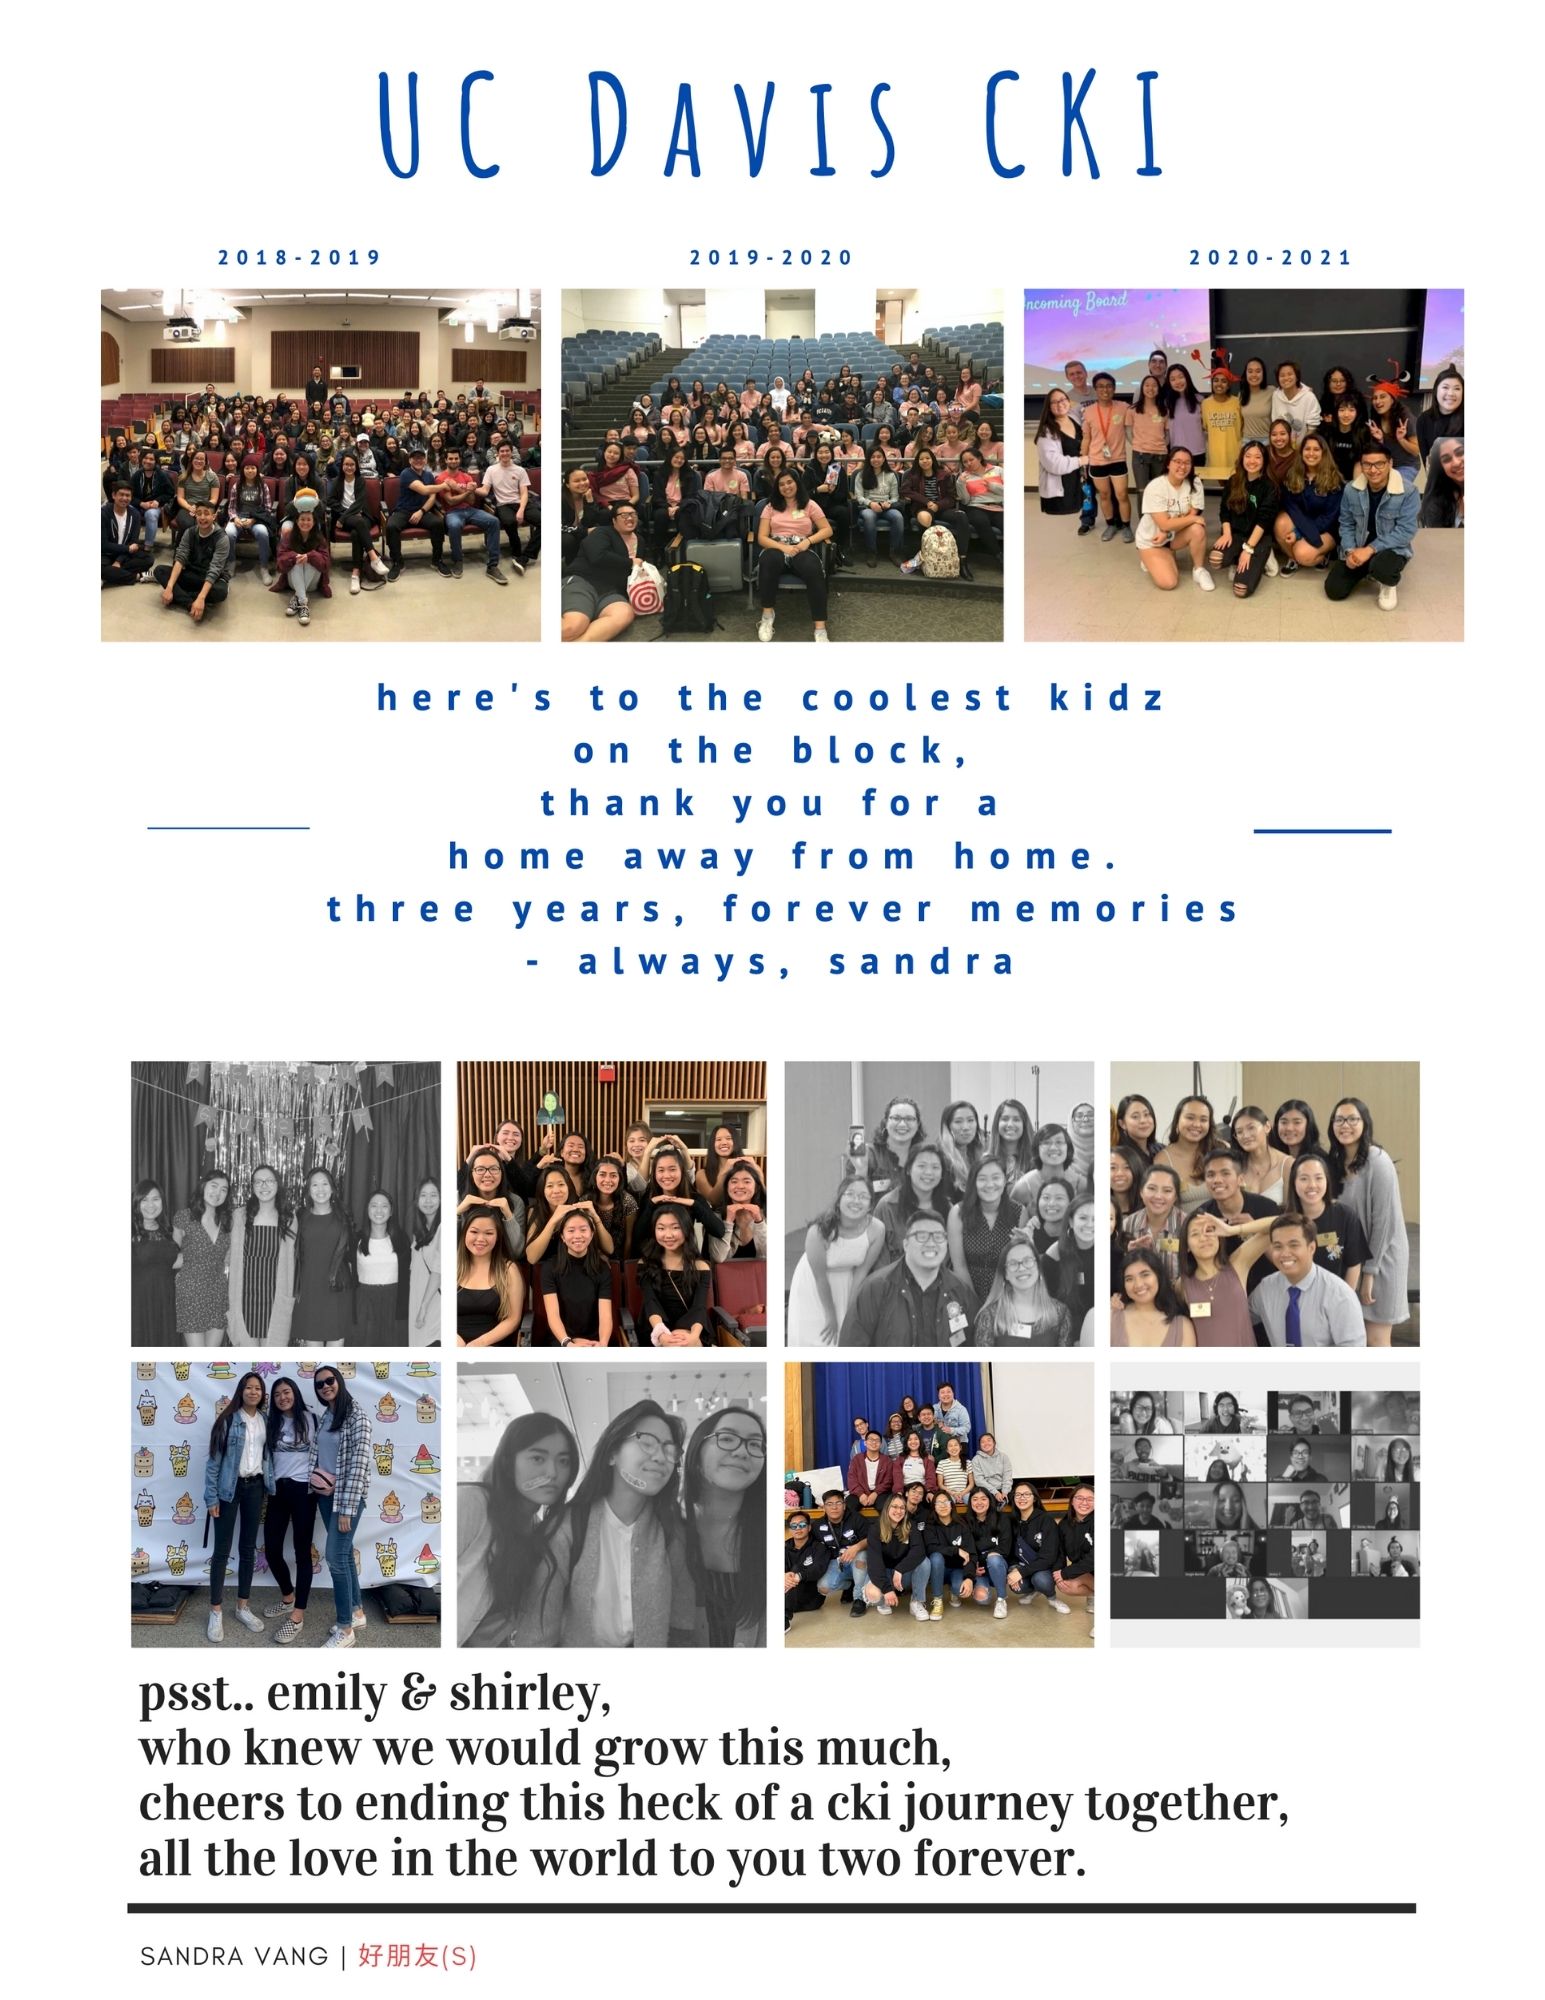 UC DAVIS CKI
2018-2019
2019-2020
2020-2021
ncoming Board
UC DAVIS
here's to the coolest kidz
on the block,
thank you for a
home away from home.
three years, forever memories
- always, sandra
psst.. emily & shirley,
who knew we would grow this much,
cheers to ending this heck of a cki journey together,
all the love in the world to you two forever.
SANDRA VANG | 好朋友(S)